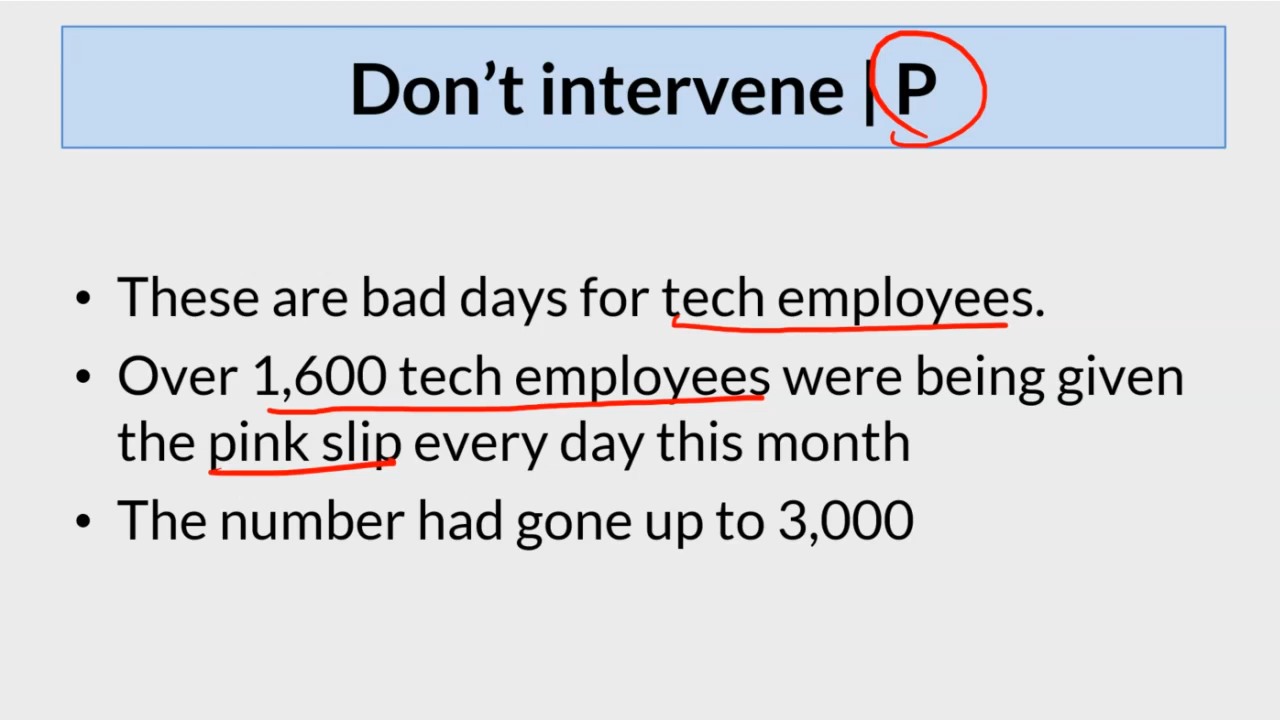 Don’t intervene | P
• These are bad days for tech employees.
• Over 1,600 tech employees were being given
the pink slip every day this month
• The number had gone up to 3,000